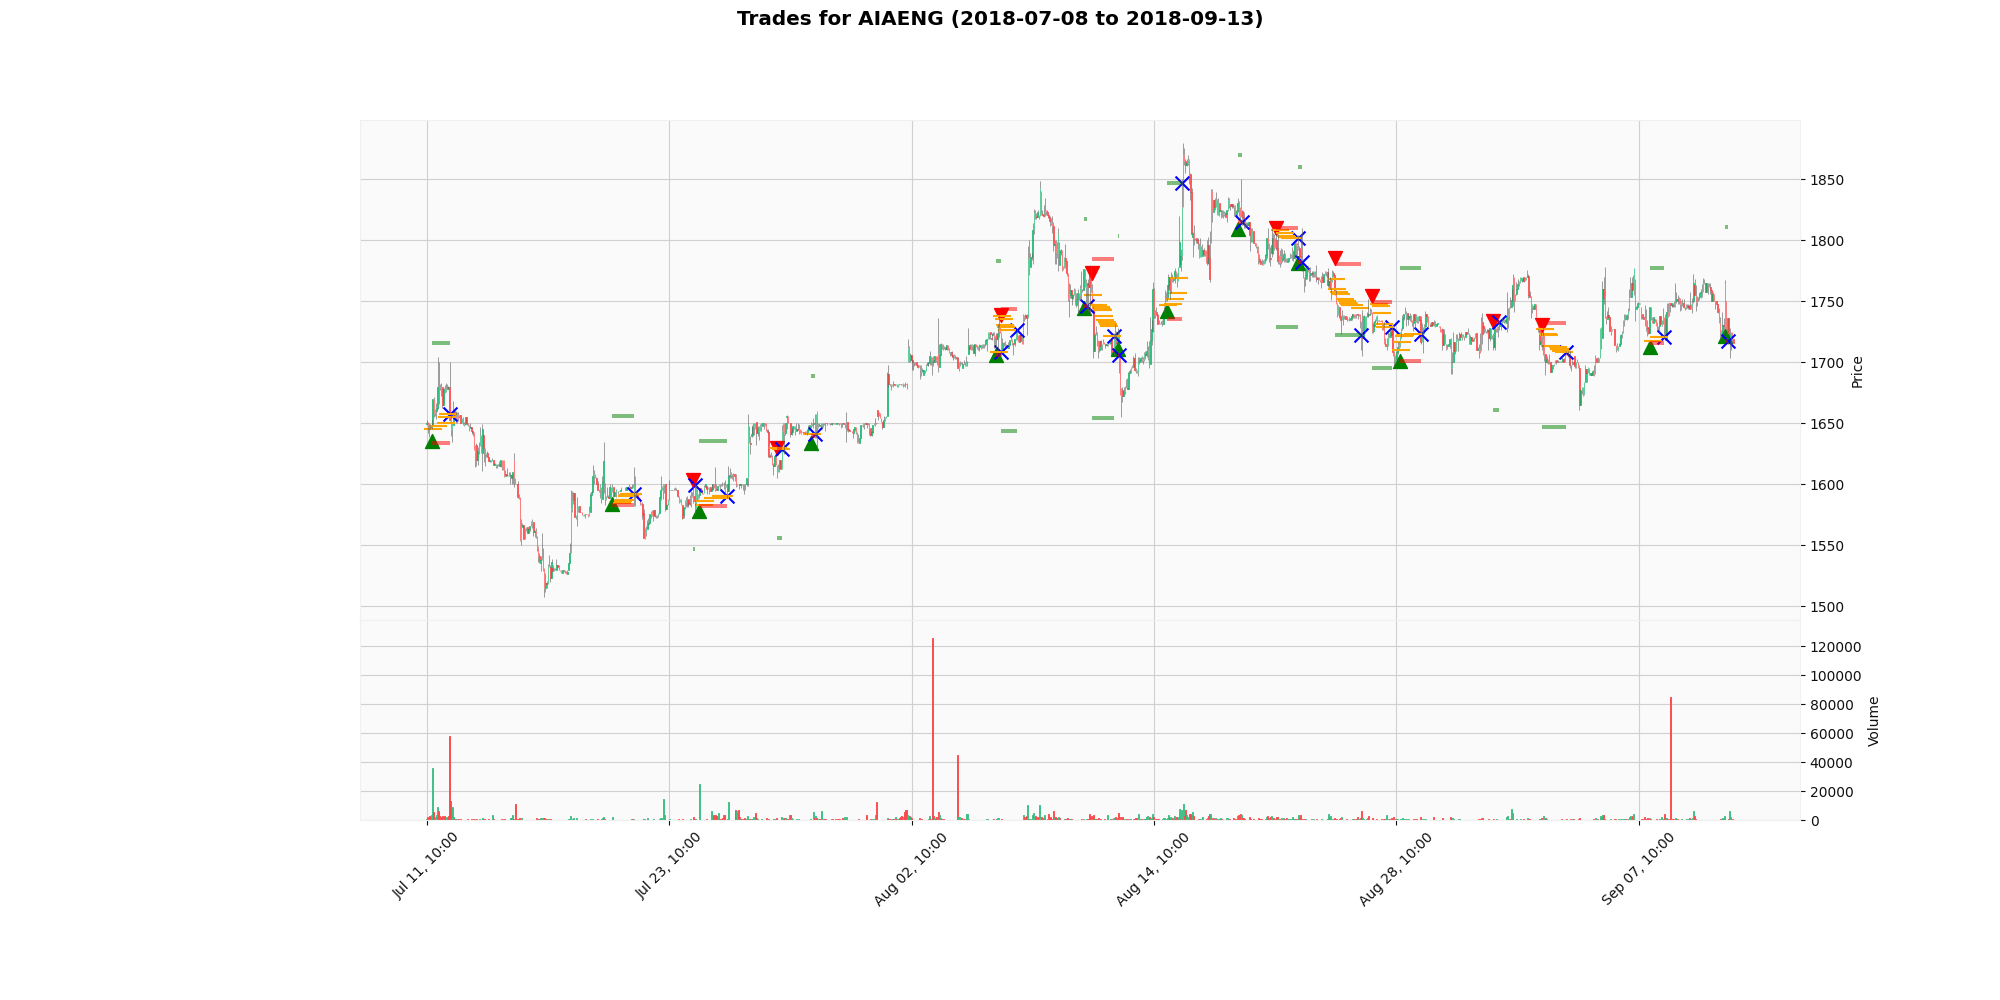 Trades for AIAENG (2018-07-08 to 2018-09-13)
1850
1800
1750
1700
1650
1600
1550
1500
Price
120000
100000
80000
60000
40000
20000
0
Volume
Jul 11, 10:00
Jul 23, 10:00
Aug 02, 10:00
Aug 14, 10:00
Aug 28, 10:00
Sep 07, 10:00